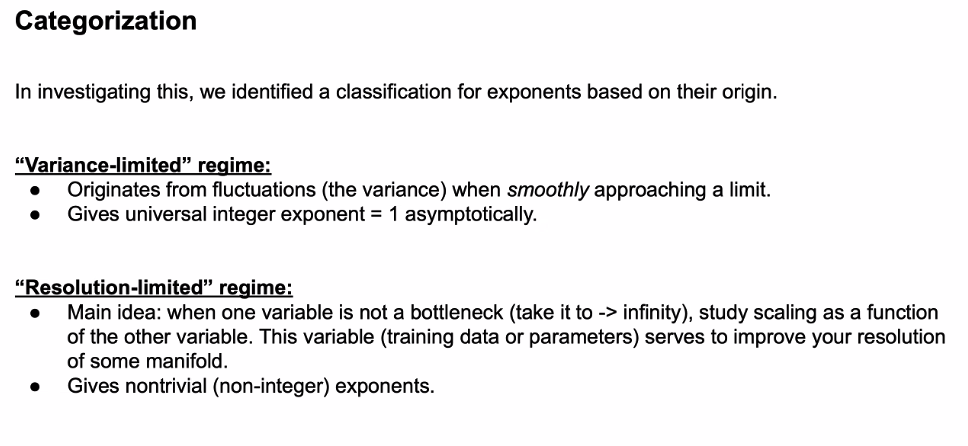 Categorization
In investigating this, we identified a classification for exponents based on their origin.
“Variance-limited” regime:
● Originates from fluctuations (the variance) when smoothly approaching a limit.
● Gives universal integer exponent = 1 asymptotically.
“Resolution-limited” regime:
● Main idea: when one variable is not a bottleneck (take it to -> infinity), study scaling as a function
of the other variable. This variable (training data or parameters) serves to improve your resolution
of some manifold.
● Gives nontrivial (non-integer) exponents.